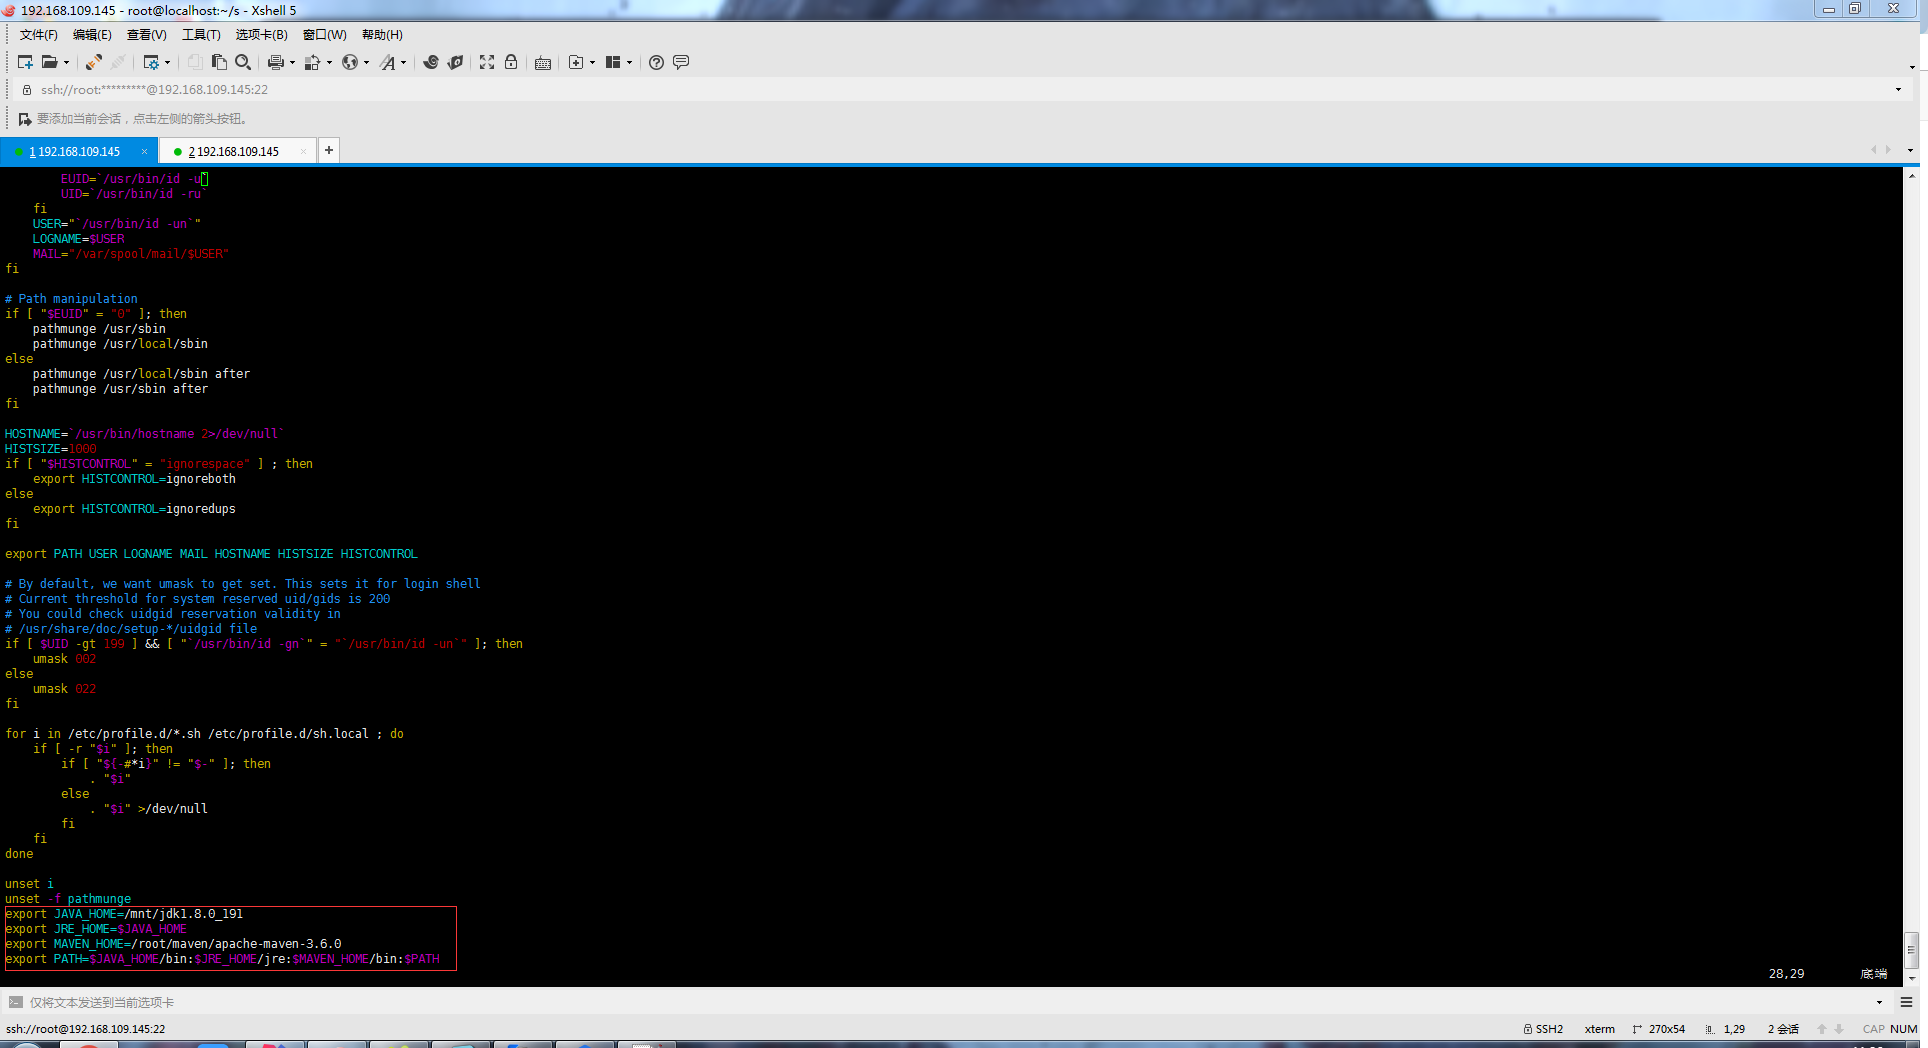 192.168.109.145 - root@localhost:~/s - Xshell 5
文件(F) 编辑(E) 查看(V) 工具(T) 选项卡(B) 窗口(W) 帮助(H)
ssh://root:*********@192.168.109.145:22
要添加当前会话，点击左侧的箭头按钮。
1 192.168.109.145 × 2 192.168.109.145 × +
EUID=`/usr/bin/id -u`
UID=`/usr/bin/id -ru`
fi
USER="`/usr/bin/id -un`"
LOGNAME=$USER
MAIL="/var/spool/mail/$USER"
fi
# Path manipulation
if [ "$EUID" = "0" ]; then
pathmunge /usr/sbin
pathmunge /usr/local/sbin
else
pathmunge /usr/local/sbin after
pathmunge /usr/sbin after
fi
HOSTNAME=`/usr/bin/hostname 2>/dev/null`
HISTSIZE=1000
if [ "$HISTCONTROL" = "ignorespace" ] ; then
export HISTCONTROL=ignoreboth
else
export HISTCONTROL=ignoredups
fi
export PATH USER LOGNAME MAIL HOSTNAME HISTSIZE HISTCONTROL
# By default, we want umask to get set. This sets it for login shell
# Current threshold for system reserved uid/gids is 200
# You could check uidgid reservation validity in
# /usr/share/doc/setup-*/uidgid file
if [ $UID -gt 199 ] && [ "`/usr/bin/id -gn`" = "`/usr/bin/id -un`" ]; then
umask 002
else
umask 022
fi
for i in /etc/profile.d/*.sh /etc/profile.d/sh.local ; do
if [ -r "$i" ]; then
if [ "${-#*i}" != "$-" ]; then
. "$i"
else
. "$i" >/dev/null
fi
fi
done
unset i
unset -f pathmunge
export JAVA_HOME=/mnt/jdk1.8.0_191
export JRE_HOME=$JAVA_HOME
export MAVEN_HOME=/root/maven/apache-maven-3.6.0
export PATH=$JAVA_HOME/bin:$JRE_HOME/jre:$MAVEN_HOME/bin:$PATH
28,29 底端
仅将文本发送到当前选项卡
ssh://root@192.168.109.145:22 SSH2 xterm 270x54 1,29 2 会话 CAP NUM